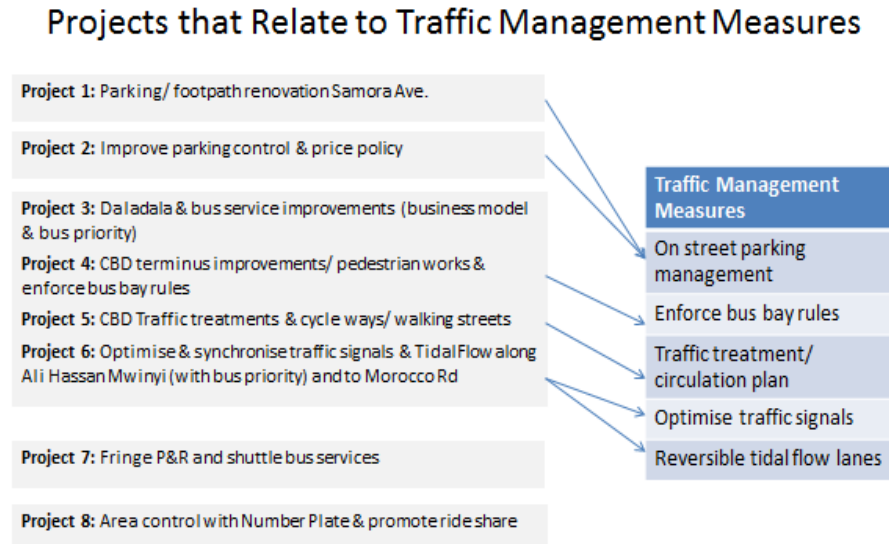 Projects that Relate to Traffic Management Measures
Project 1: Parking/ footpath renovation Samora Ave.
Project 2: Improve parking control & price policy
Project 3: Daladala & bus service improvements (business model
& bus priority)
Project 4: CBD terminus improvements/ pedestrian works &
enforce bus bay rules
Project 5: CBD Traffic treatments & cycle ways/ walking streets
Project 6: Optimise & synchronise traffic signals & Tidal Flow along
Ali Hassan Mwinyi (with bus priority) and to Morocco Rd
Project 7: Fringe P&R and shuttle bus services
Project 8: Area control with Number Plate & promote ride share
Traffic Management
Measures
On street parking
management
Enforce bus bay rules
Traffic treatment/
circulation plan
Optimise traffic signals
Reversible tidal flow lanes